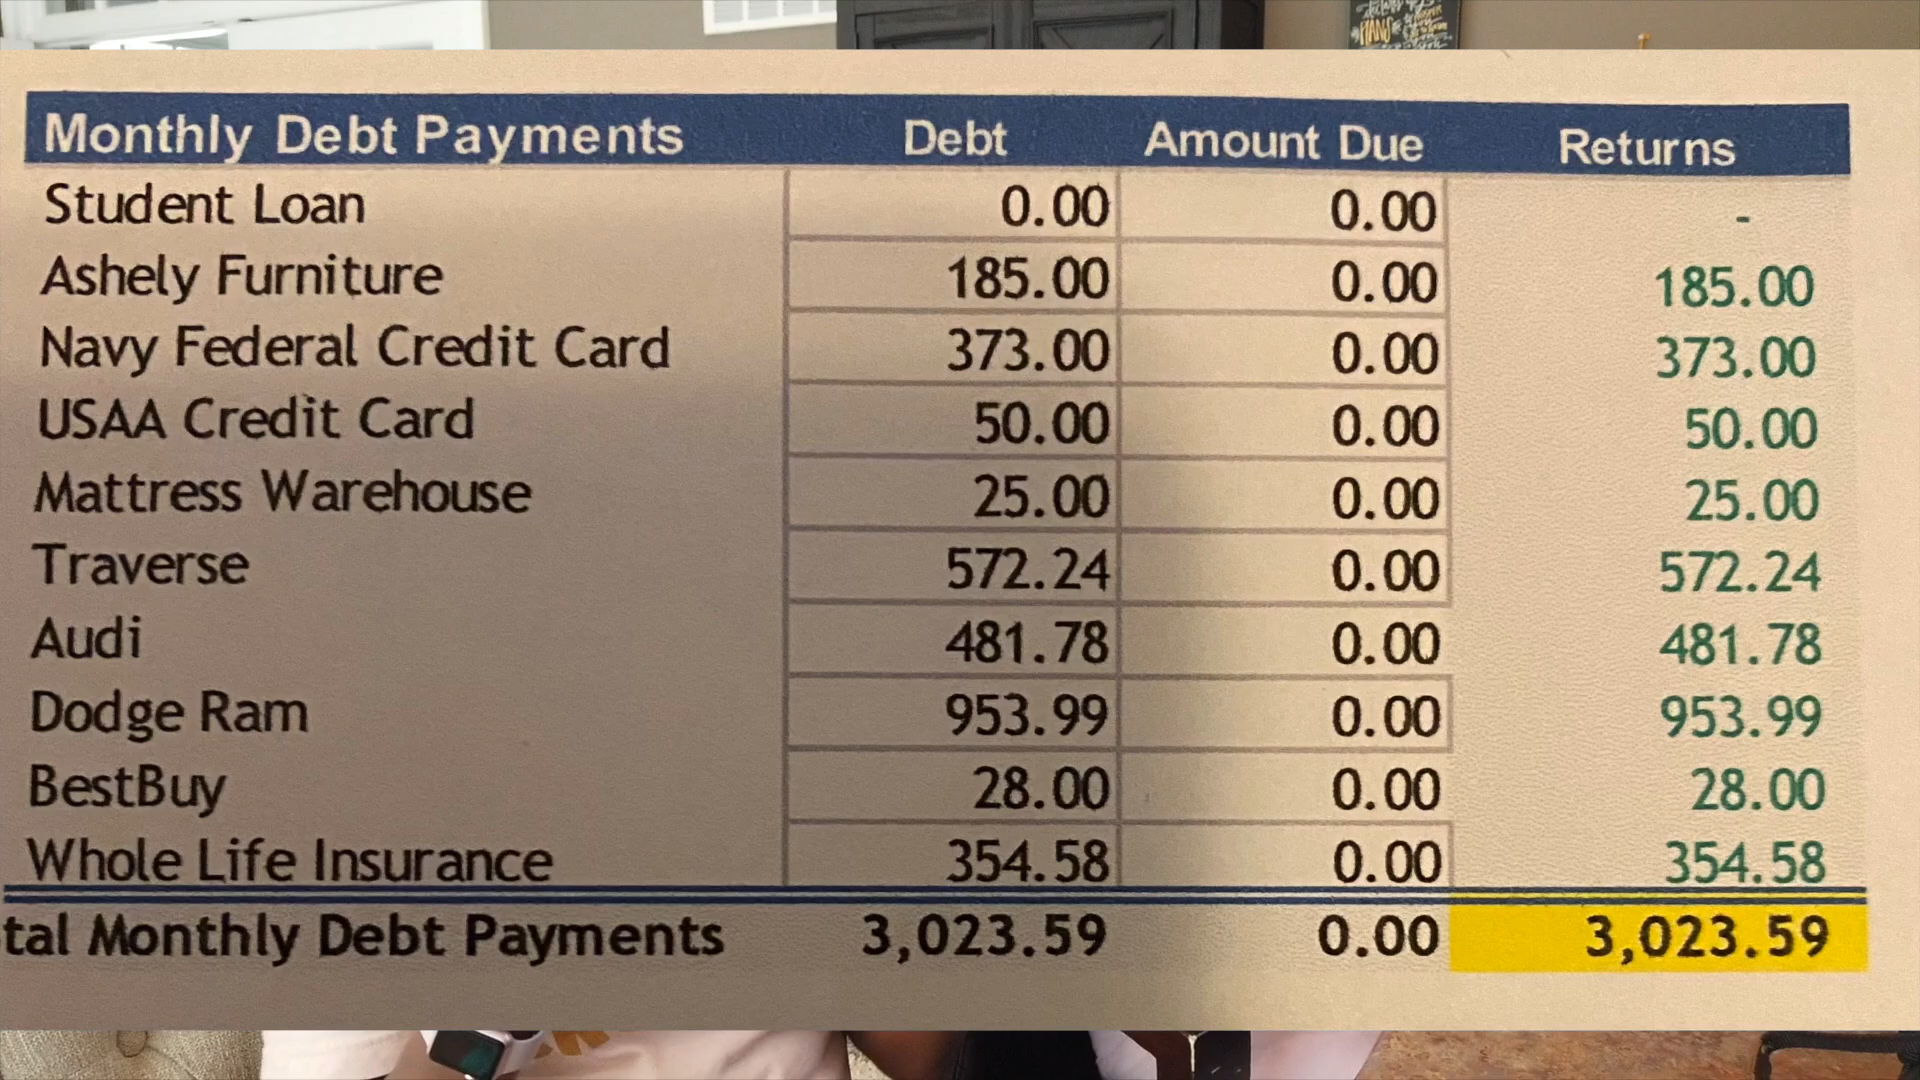 PLANS
Monthly Debt Payments Debt Amount Due Returns
Student Loan 0.00 0.00 -
Ashely Furniture 185.00 0.00 185.00
Navy Federal Credit Card 373.00 0.00 373.00
USAA Credit Card 50.00 0.00 50.00
Mattress Warehouse 25.00 0.00 25.00
Traverse 572.24 0.00 572.24
Audi 481.78 0.00 481.78
Dodge Ram 953.99 0.00 953.99
BestBuy 28.00 0.00 28.00
Whole Life Insurance 354.58 0.00 354.58
tal Monthly Debt Payments 3,023.59 0.00 3,023.59